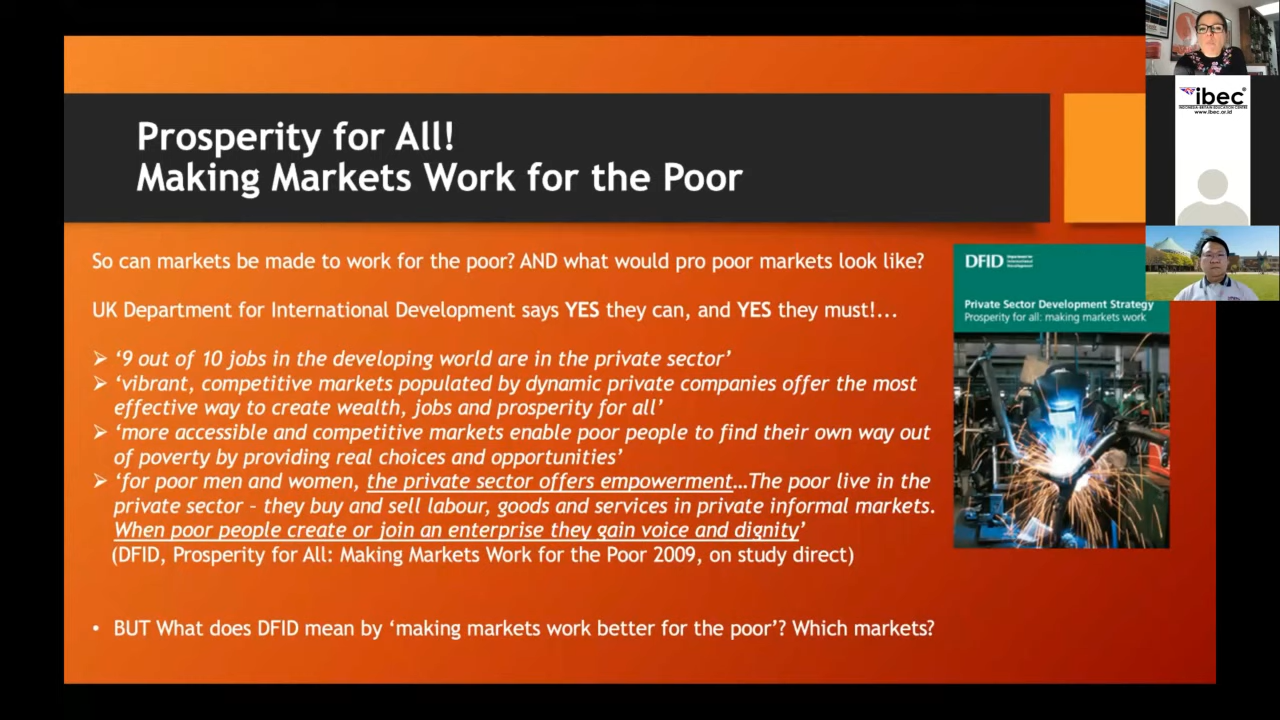 Prosperity for All!
Making Markets Work for the Poor
So can markets be made to work for the poor? AND what would pro poor markets look like?
UK Department for International Development says YES they can, and YES they must!...
➢ ‘9 out of 10 jobs in the developing world are in the private sector’
➢ ‘vibrant, competitive markets populated by dynamic private companies offer the most
effective way to create wealth, jobs and prosperity for all’
➢ ‘more accessible and competitive markets enable poor people to find their own way out
of poverty by providing real choices and opportunities’
➢ ‘for poor men and women, the private sector offers empowerment…The poor live in the
private sector – they buy and sell labour, goods and services in private informal markets.
When poor people create or join an enterprise they gain voice and dignity’
(DFID, Prosperity for All: Making Markets Work for the Poor 2009, on study direct)
• BUT What does DFID mean by ‘making markets work better for the poor’? Which markets?
DFID
Department for
International
Development
Private Sector Development Strategy
Prosperity for all: making markets work
ibec®
INDONESIA-BRITAIN EDUCATION CENTRE
www.ibec.or.id